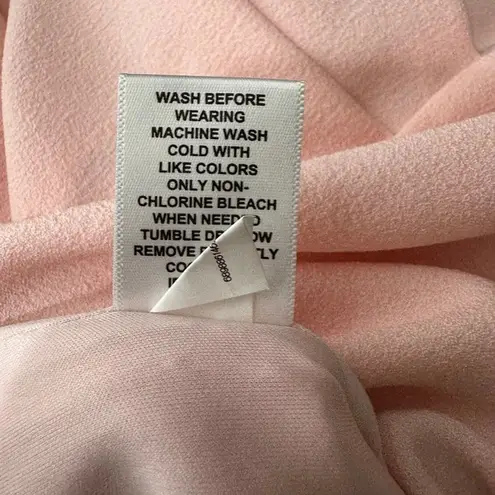 WASH BEFORE
WEARING
MACHINE WASH
COLD WITH
LIKE COLORS
ONLY NON-
CHLORINE BLEACH
WHEN
TUMBLE
REMOVE